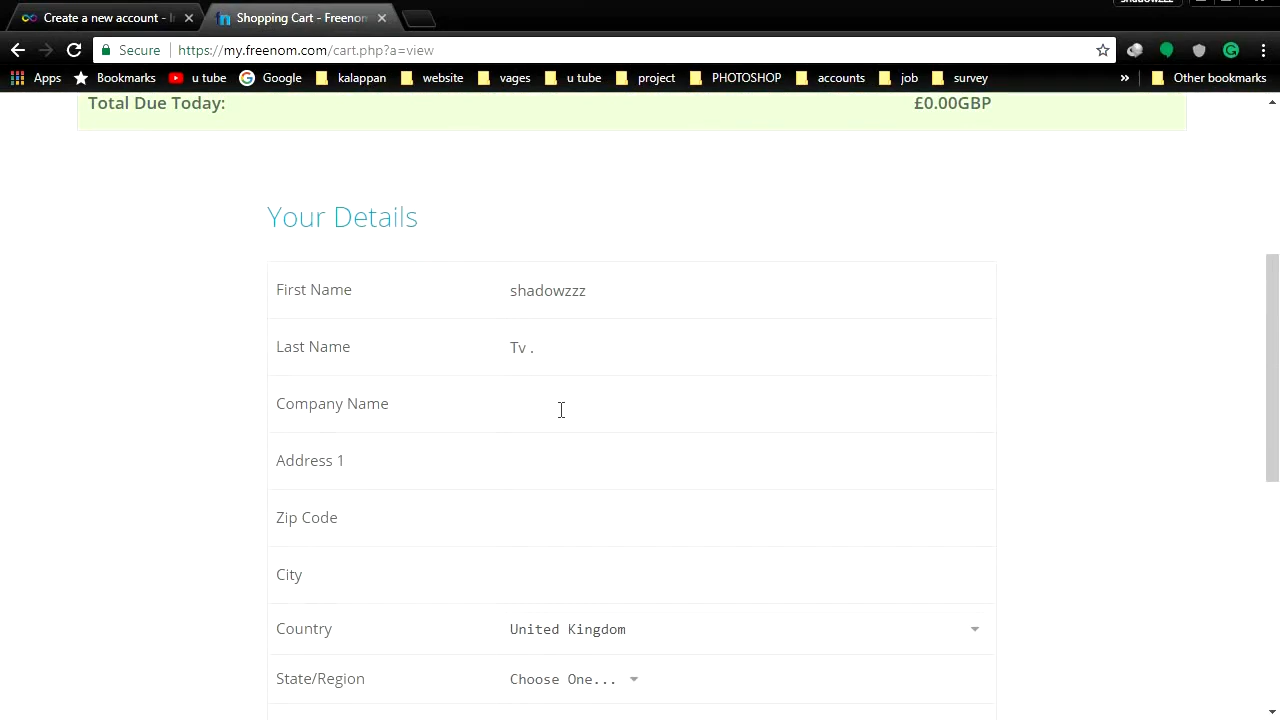 shadowzzz
Create a new account - I
Shopping Cart - Freenom
Secure
https://my.freenom.com/cart.php?a=view
Apps Bookmarks u tube Google kalappan website vages u tube project PHOTOSHOP accounts job survey » Other bookmarks
Total Due Today: £0.00GBP
Your Details
First Name shadowzzz
Last Name Tv .
Company Name
Address 1
Zip Code
City
Country United Kingdom
State/Region Choose One...